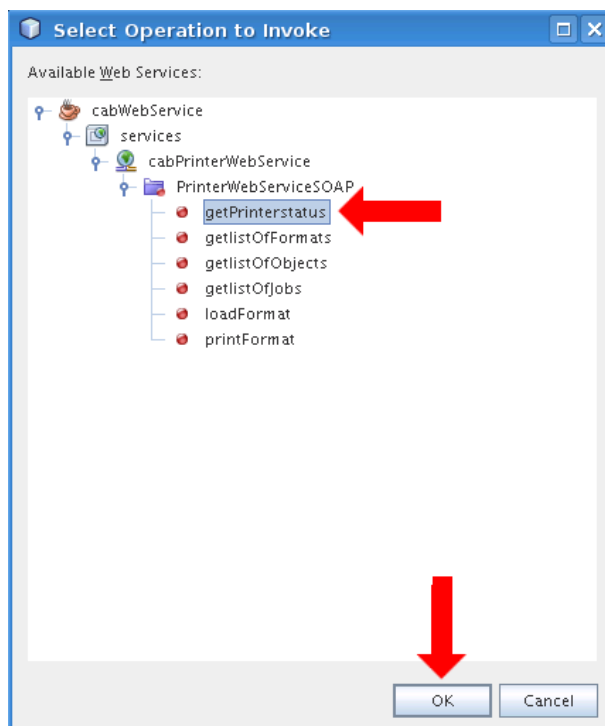 Select Operation to Invoke
Available Web Services:
cabWebService
services
cabPrinterWebService
PrinterWebServiceSOAP
getPrinterstatus
getlistOfFormats
getlistOfObjects
getlistOfJobs
loadFormat
printFormat
OK Cancel